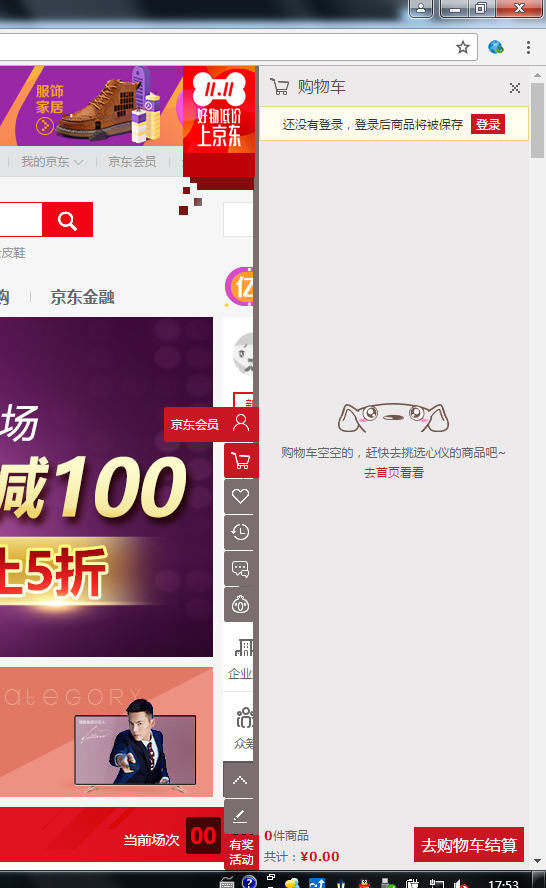 服饰
家居
11.11
好物低价
上京东
我的京东
京东会员
皮鞋
购
京东金融
亿
场
减100
上5折
ATEGORY
当前场次
00
京东会员
企业
众筹
有奖
活动
购物车
还没有登录，登录后商品将被保存
登录
购物车空空的，赶快去挑选心仪的商品吧~
去首页看看
0件商品
共计：¥0.00
去购物车结算
17:53